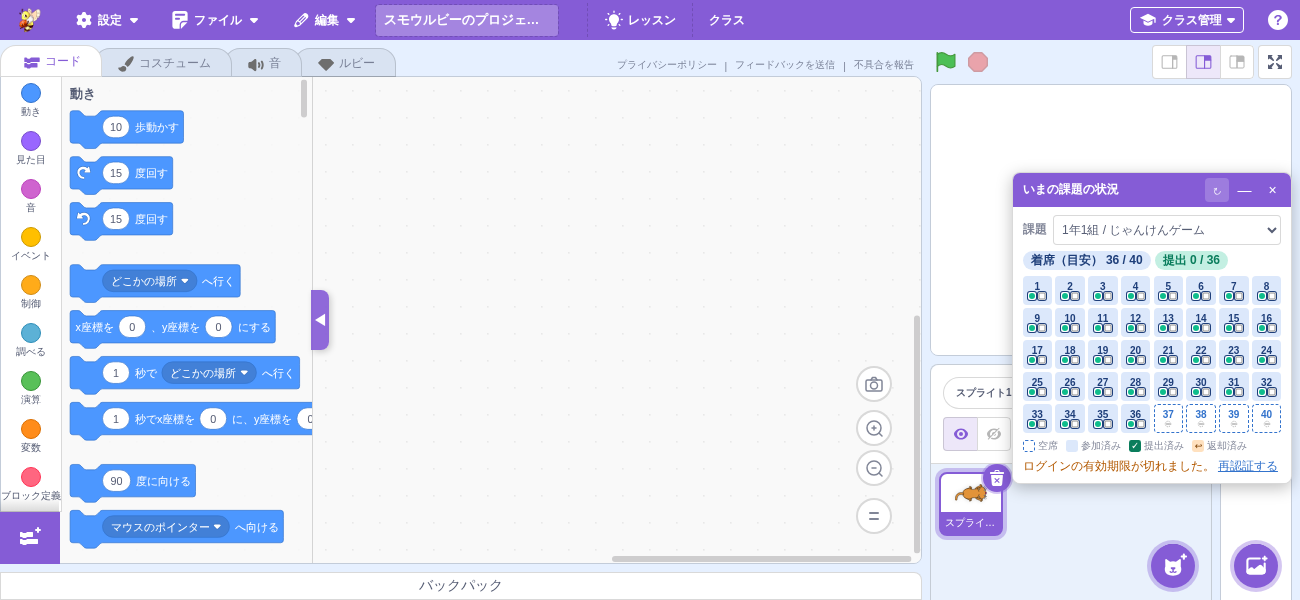 設定
ファイル
編集
スモウルビーのプロジェ…
レッスン
クラス
クラス管理
?
コード
コスチューム
音
ルビー
プライバシーポリシー | フィードバックを送信 | 不具合を報告
動き
見た目
音
イベント
制御
調べる
演算
変数
ブロック定義
動き
10 歩動かす
15 度回す
15 度回す
どこかの場所 へ行く
x座標を 0 、y座標を 0 にする
1 秒で どこかの場所 へ行く
1 秒でx座標を 0 に、y座標を 0
90 度に向ける
マウスのポインター へ向ける
バックパック
スプライト1
スプライ…
いまの課題の状況
課題 1年1組 / じゃんけんゲーム
着席（目安） 36 / 40 提出 0 / 36
1 2 3 4 5 6 7 8
9 10 11 12 13 14 15 16
17 18 19 20 21 22 23 24
25 26 27 28 29 30 31 32
33 34 35 36 37 38 39 40
空席 参加済み 提出済み 返却済み
ログインの有効期限が切れました。 再認証する